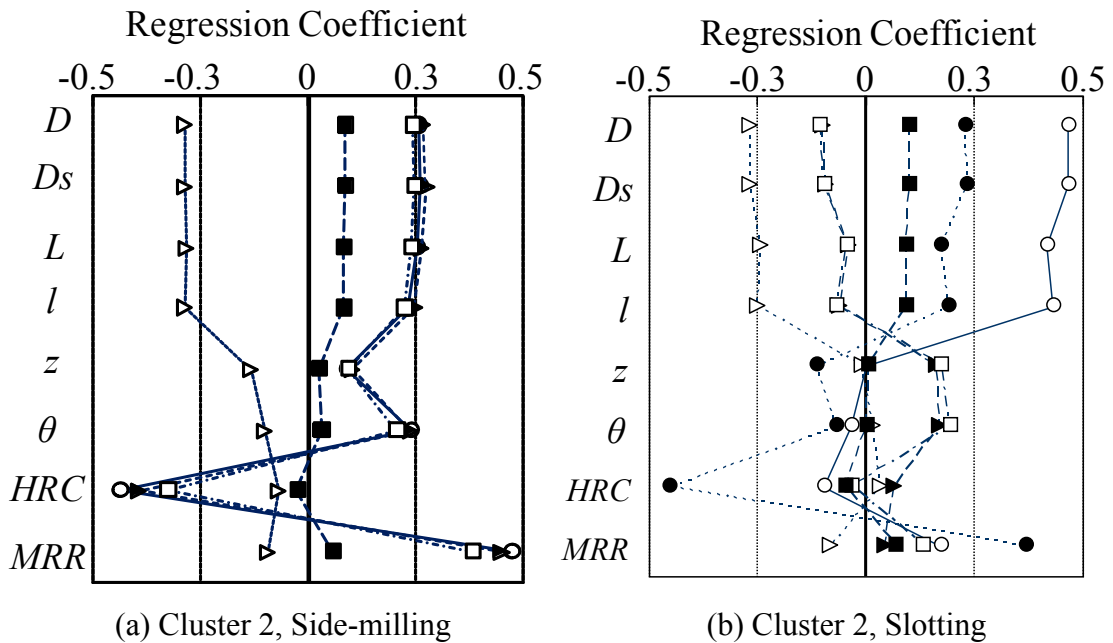 Regression Coefficient
-0.5 -0.3 0 0.3 0.5
D
Ds
L
l
z
θ
HRC
MRR
(a) Cluster 2, Side-milling
Regression Coefficient
-0.5 -0.3 0 0.3 0.5
D
Ds
L
l
z
θ
HRC
MRR
(b) Cluster 2, Slotting